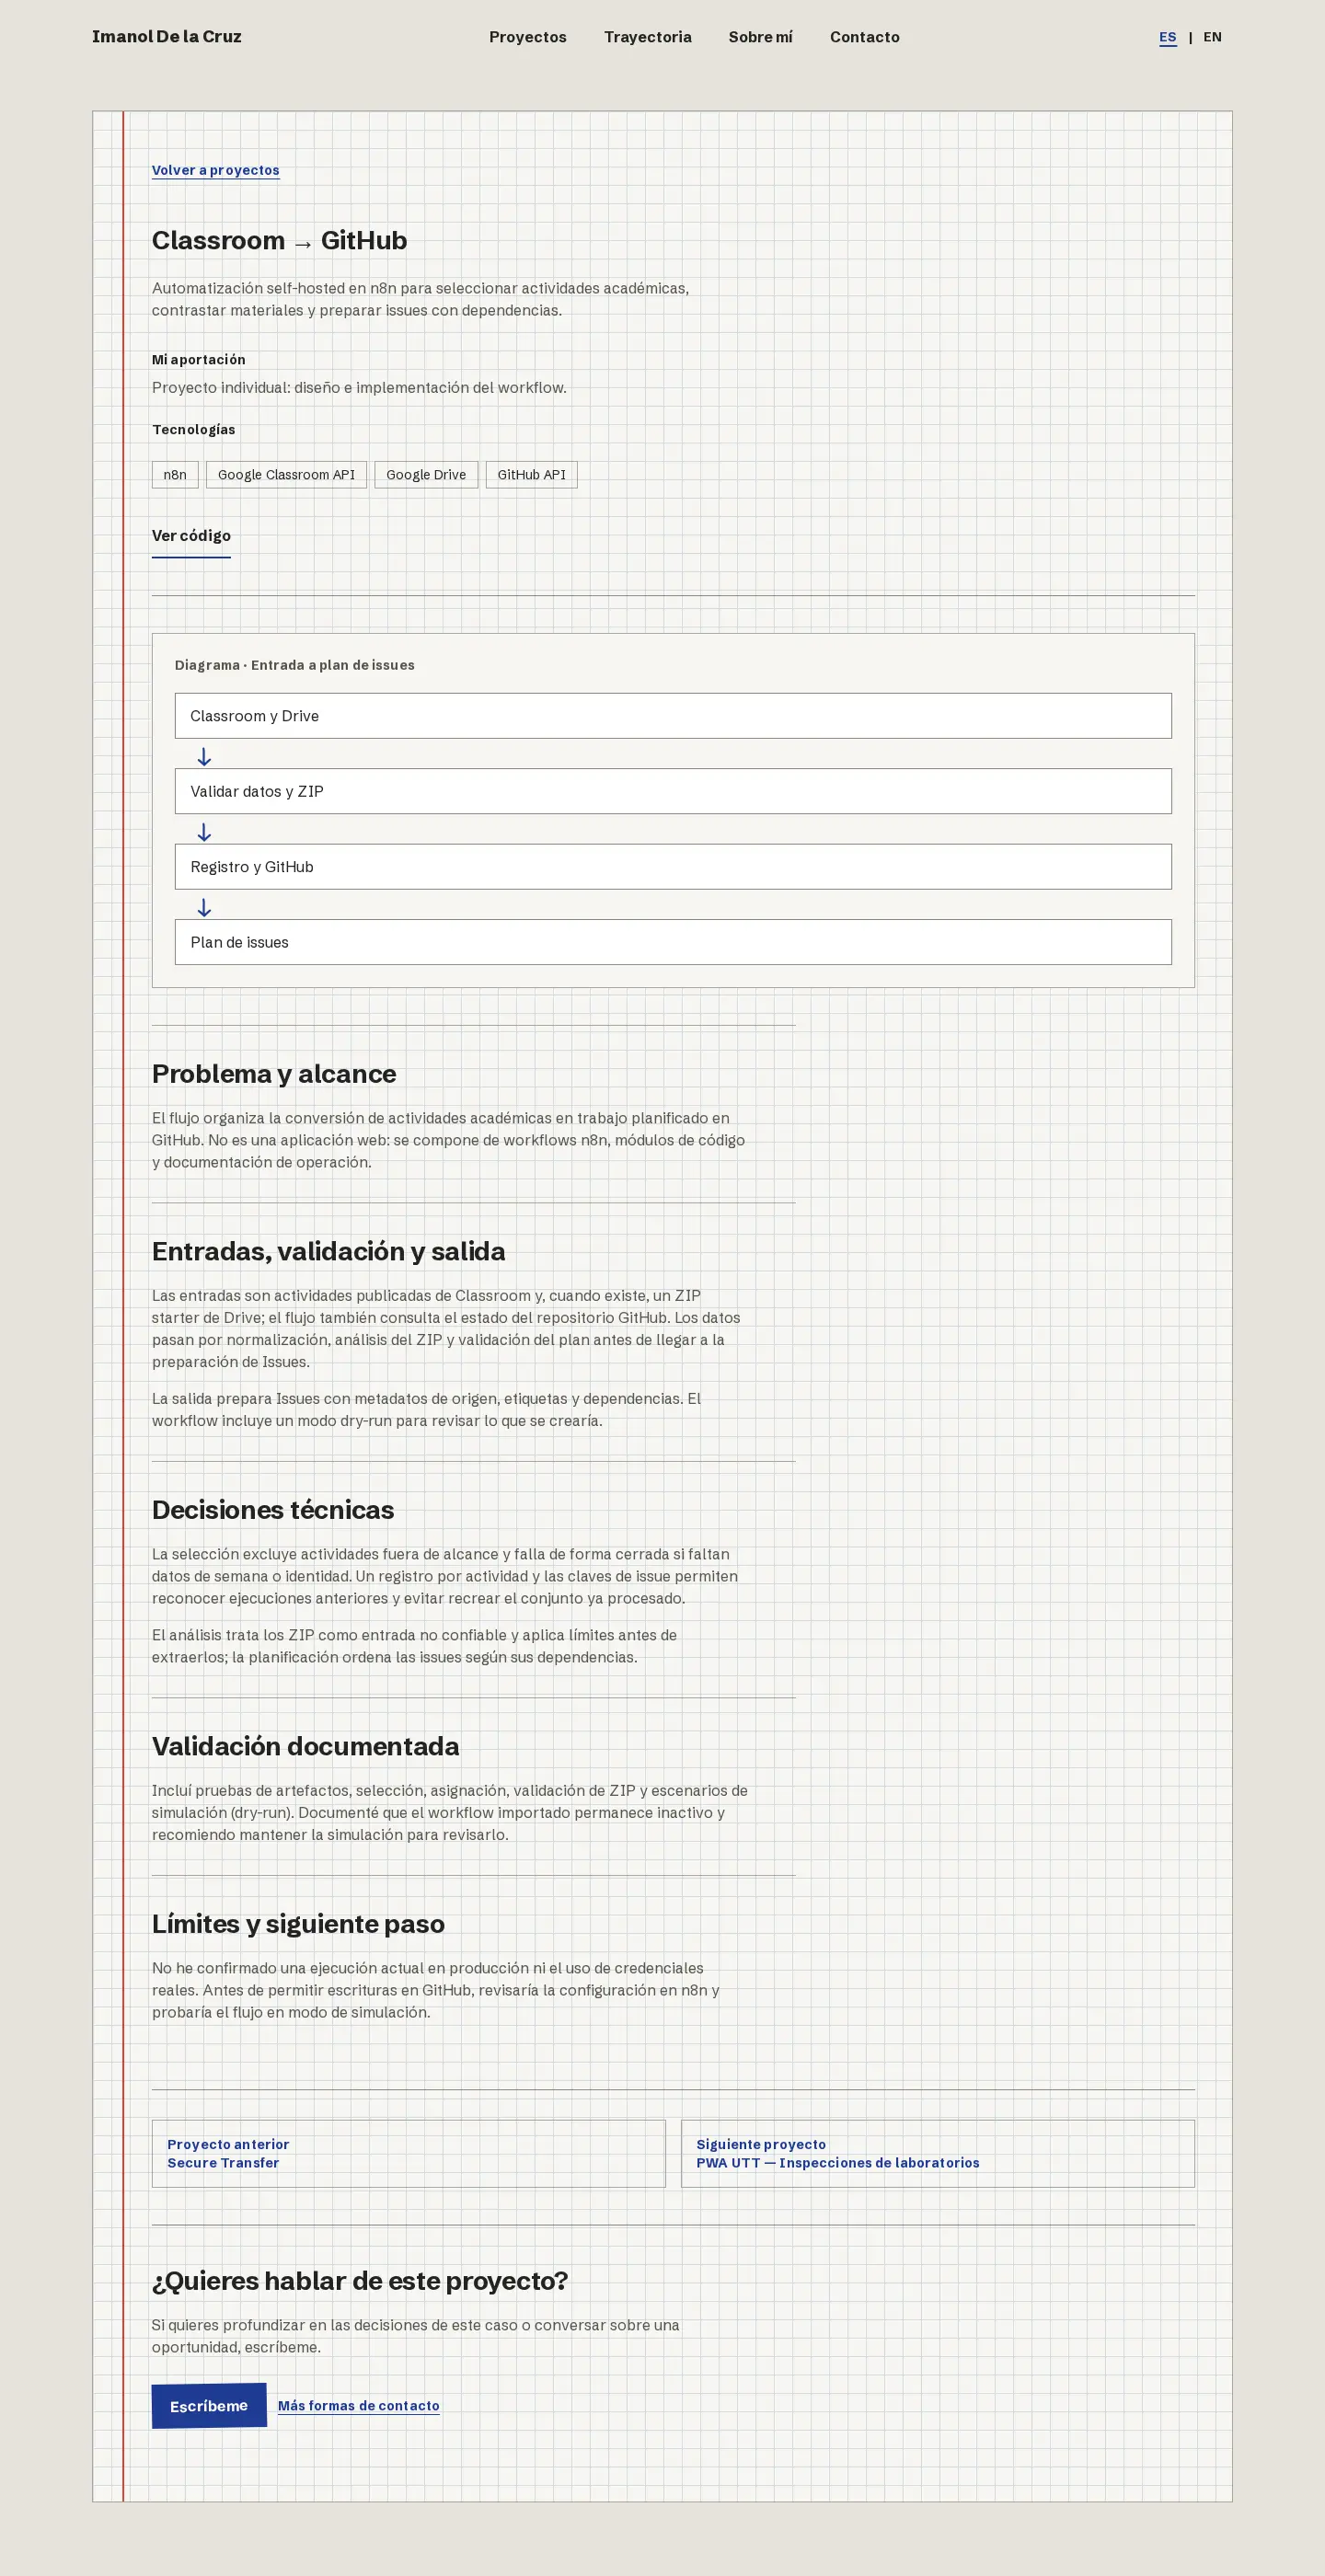 Imanol De la Cruz
Proyectos
Trayectoria
Sobre mí
Contacto
ES | EN
Volver a proyectos
Classroom → GitHub
Automatización self-hosted en n8n para seleccionar actividades académicas,
contrastar materiales y preparar issues con dependencias.
Mi aportación
Proyecto individual: diseño e implementación del workflow.
Tecnologías
n8n
Google Classroom API
Google Drive
GitHub API
Ver código
Diagrama · Entrada a plan de issues
Classroom y Drive
↓
Validar datos y ZIP
↓
Registro y GitHub
↓
Plan de issues
Problema y alcance
El flujo organiza la conversión de actividades académicas en trabajo planificado en
GitHub. No es una aplicación web: se compone de workflows n8n, módulos de código
y documentación de operación.
Entradas, validación y salida
Las entradas son actividades publicadas de Classroom y, cuando existe, un ZIP
starter de Drive; el flujo también consulta el estado del repositorio GitHub. Los datos
pasan por normalización, análisis del ZIP y validación del plan antes de llegar a la
preparación de Issues.
La salida prepara Issues con metadatos de origen, etiquetas y dependencias. El
workflow incluye un modo dry-run para revisar lo que se crearía.
Decisiones técnicas
La selección excluye actividades fuera de alcance y falla de forma cerrada si faltan
datos de semana o identidad. Un registro por actividad y las claves de issue permiten
reconocer ejecuciones anteriores y evitar recrear el conjunto ya procesado.
El análisis trata los ZIP como entrada no confiable y aplica límites antes de
extraerlos; la planificación ordena las issues según sus dependencias.
Validación documentada
Incluí pruebas de artefactos, selección, asignación, validación de ZIP y escenarios de
simulación (dry-run). Documenté que el workflow importado permanece inactivo y
recomiendo mantener la simulación para revisarlo.
Límites y siguiente paso
No he confirmado una ejecución actual en producción ni el uso de credenciales
reales. Antes de permitir escrituras en GitHub, revisaría la configuración en n8n y
probaría el flujo en modo de simulación.
Proyecto anterior
Secure Transfer
Siguiente proyecto
PWA UTT — Inspecciones de laboratorios
¿Quieres hablar de este proyecto?
Si quieres profundizar en las decisiones de este caso o conversar sobre una
oportunidad, escríbeme.
Escríbeme
Más formas de contacto